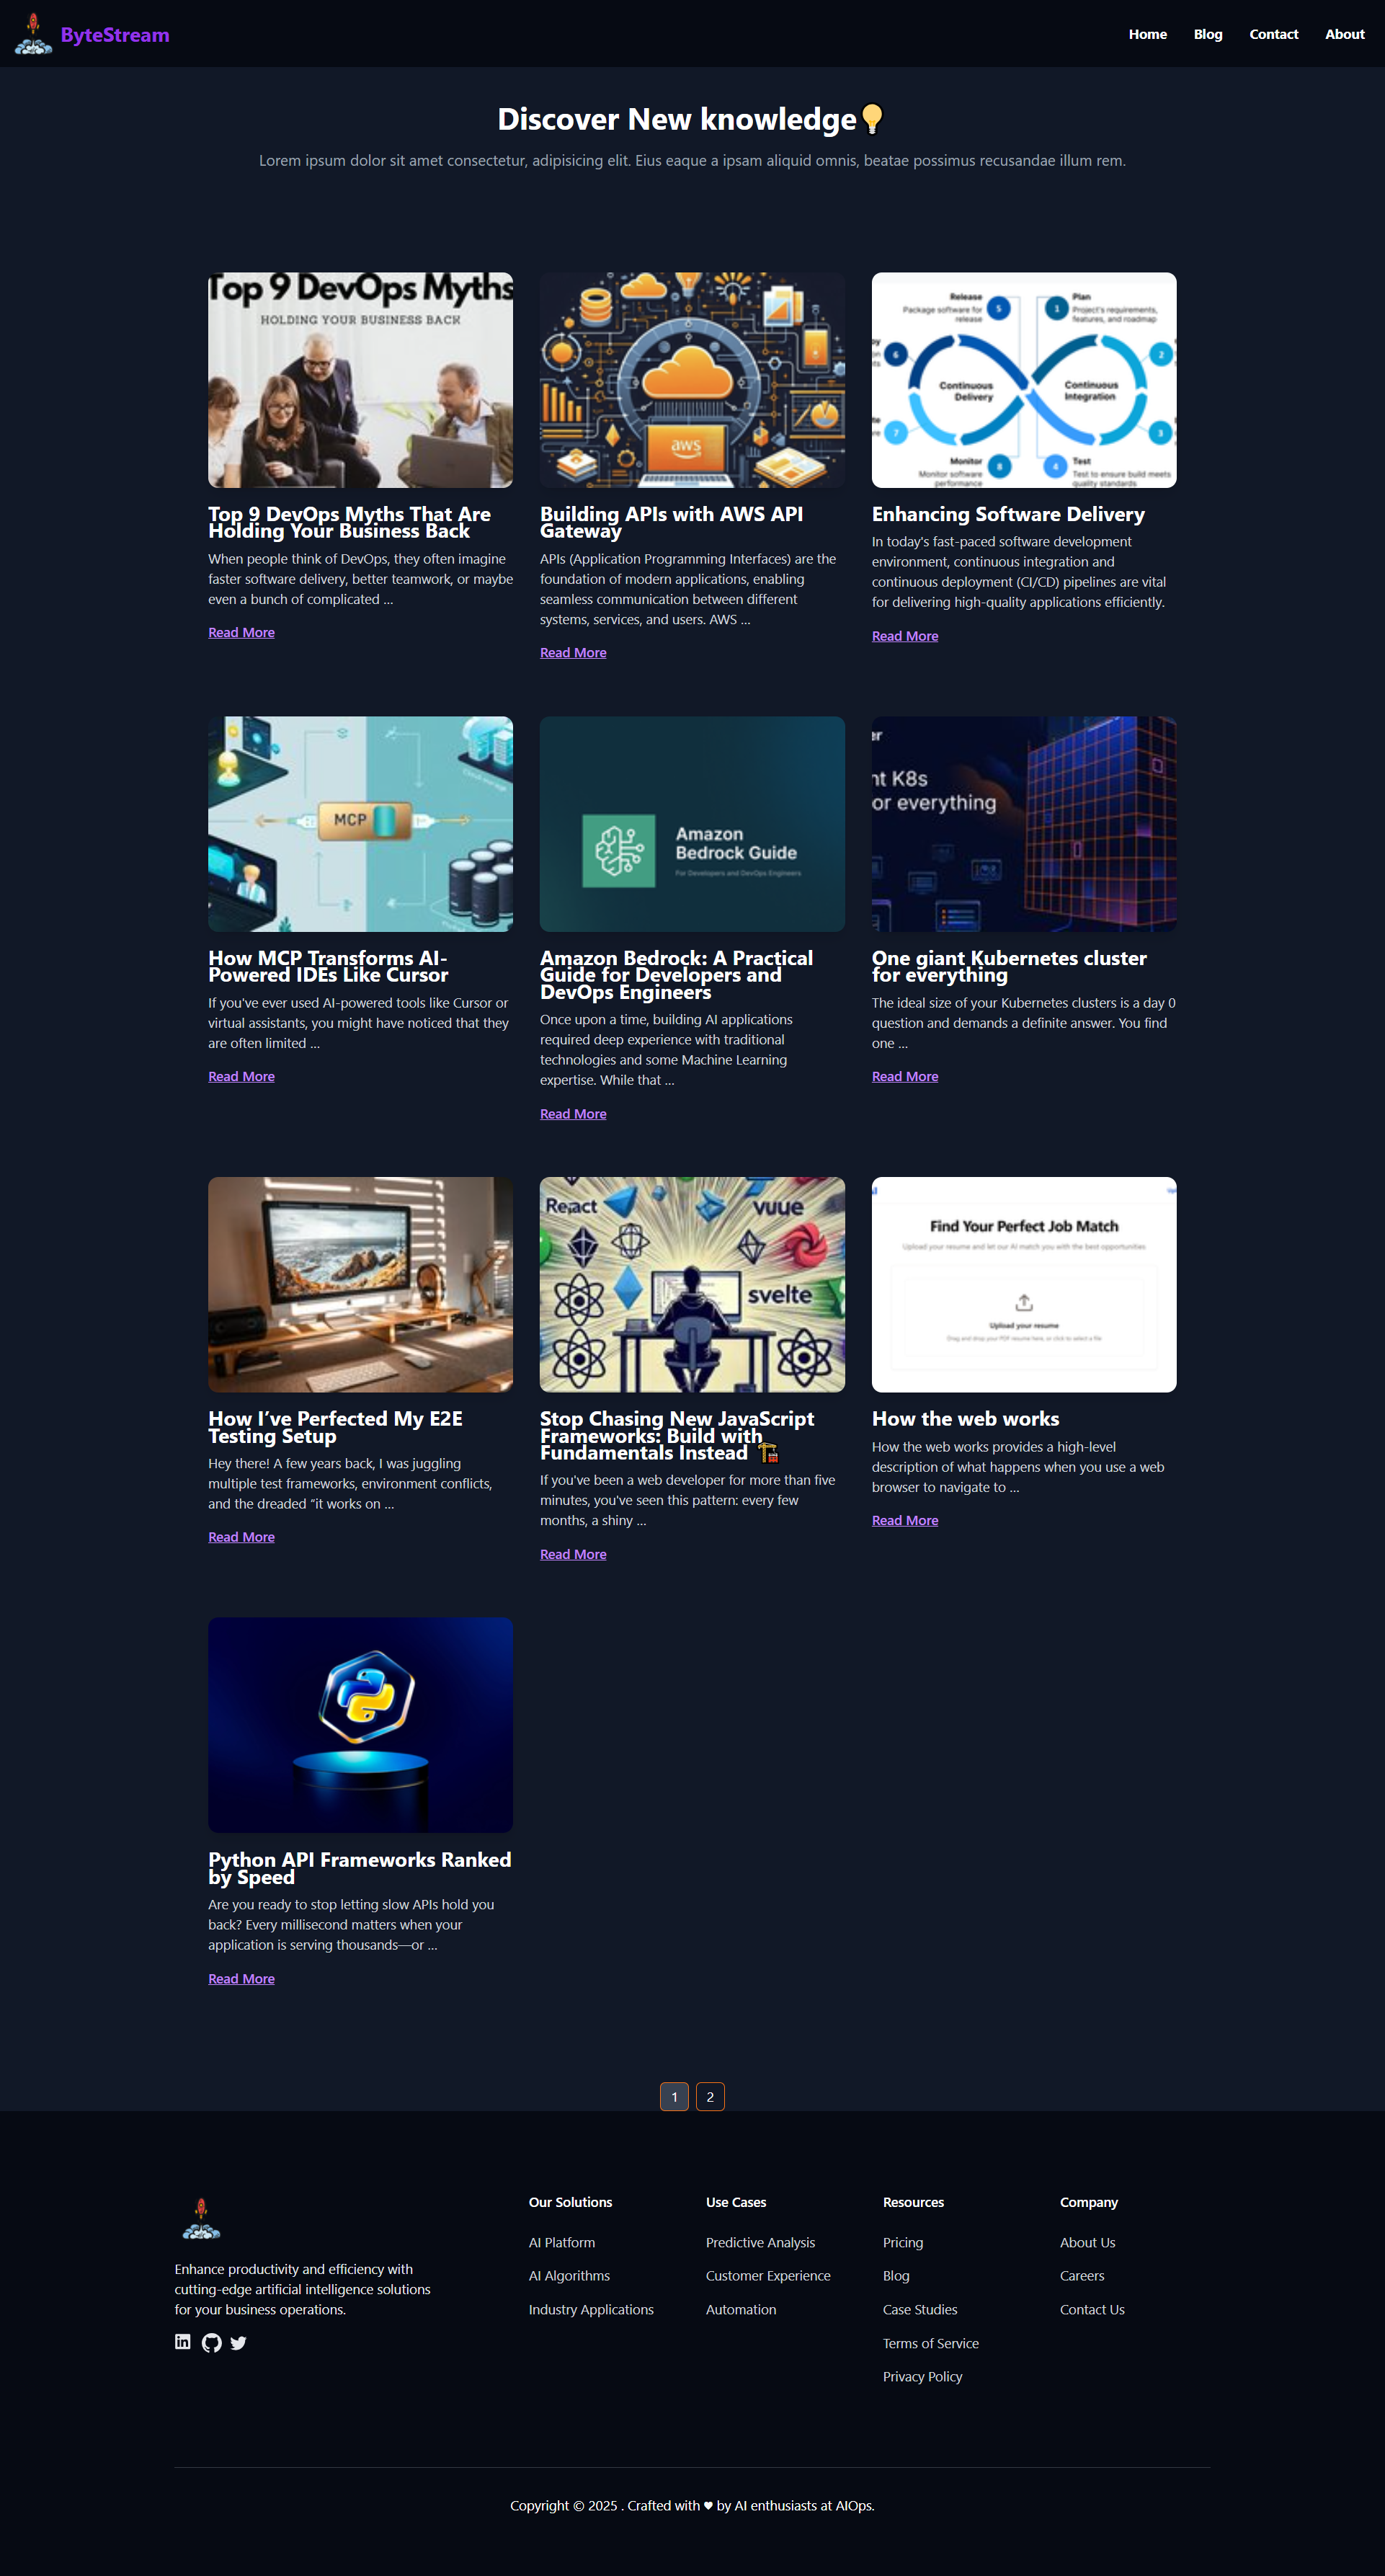 ByteStream
Home Blog Contact About
Discover New knowledge💡
Lorem ipsum dolor sit amet consectetur, adipisicing elit. Eius eaque a ipsam aliquid omnis, beatae possimus recusandae illum rem.
Top 9 DevOps Myths
HOLDING YOUR BUSINESS BACK
Top 9 DevOps Myths That Are
Holding Your Business Back
When people think of DevOps, they often imagine
faster software delivery, better teamwork, or maybe
even a bunch of complicated ...
Read More
aws
Building APIs with AWS API
Gateway
APIs (Application Programming Interfaces) are the
foundation of modern applications, enabling
seamless communication between different
systems, services, and users. AWS ...
Read More
Release
Package software for
release
5
1
Plan
Project's requirements,
features, and roadmap
6
2
Continuous
Delivery
Continuous
Integration
7
3
Monitor
Monitor software
performance
8
4
Test
Test to ensure build meets
quality standards
Enhancing Software Delivery
In today's fast-paced software development
environment, continuous integration and
continuous deployment (CI/CD) pipelines are vital
for delivering high-quality applications efficiently.
Read More
MCP
How MCP Transforms AI-
Powered IDEs Like Cursor
If you've ever used AI-powered tools like Cursor or
virtual assistants, you might have noticed that they
are often limited ...
Read More
Amazon
Bedrock Guide
For Developers and DevOps Engineers
Amazon Bedrock: A Practical
Guide for Developers and
DevOps Engineers
Once upon a time, building AI applications
required deep experience with traditional
technologies and some Machine Learning
expertise. While that ...
Read More
er
nt K8s
or everything
One giant Kubernetes cluster
for everything
The ideal size of your Kubernetes clusters is a day 0
question and demands a definite answer. You find
one ...
Read More
How I’ve Perfected My E2E
Testing Setup
Hey there! A few years back, I was juggling
multiple test frameworks, environment conflicts,
and the dreaded “it works on ...
Read More
React
vuue
svelte
Stop Chasing New JavaScript
Frameworks: Build with
Fundamentals Instead 🏗️
If you've been a web developer for more than five
minutes, you've seen this pattern: every few
months, a shiny ...
Read More
Find Your Perfect Job Match
Upload your resume and let our AI match you with the best opportunities
Upload your resume
Drag and drop your PDF resume here, or click to select a file
How the web works
How the web works provides a high-level
description of what happens when you use a web
browser to navigate to ...
Read More
Python API Frameworks Ranked
by Speed
Are you ready to stop letting slow APIs hold you
back? Every millisecond matters when your
application is serving thousands—or ...
Read More
1 2
Enhance productivity and efficiency with
cutting-edge artificial intelligence solutions
for your business operations.
Our Solutions
AI Platform
AI Algorithms
Industry Applications
Use Cases
Predictive Analysis
Customer Experience
Automation
Resources
Pricing
Blog
Case Studies
Terms of Service
Privacy Policy
Company
About Us
Careers
Contact Us
Copyright © 2025 . Crafted with ♥ by AI enthusiasts at AIOps.